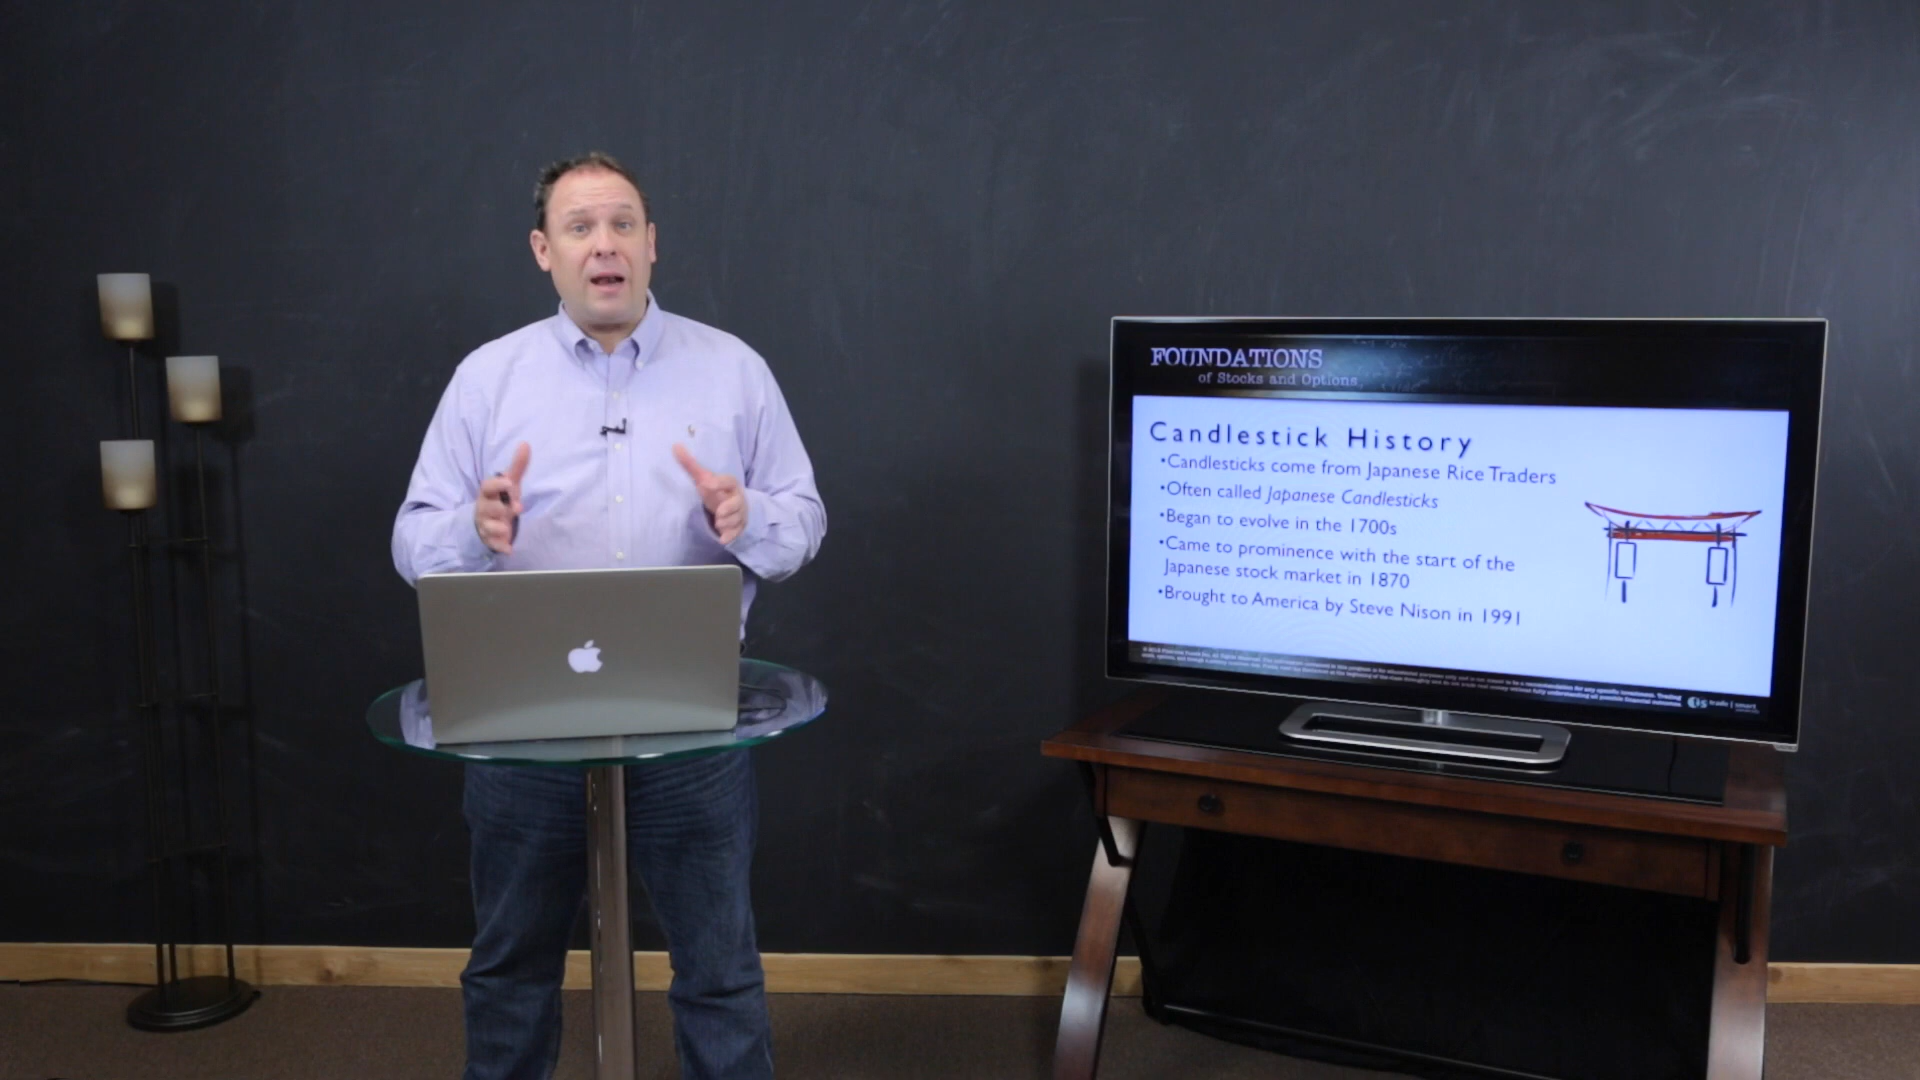 FOUNDATIONS
of Stocks and Options
Candlestick History
•Candlesticks come from Japanese Rice Traders
•Often called Japanese Candlesticks
•Began to evolve in the 1700s
•Came to prominence with the start of the
Japanese stock market in 1870
•Brought to America by Steve Nison in 1991
trade | smart